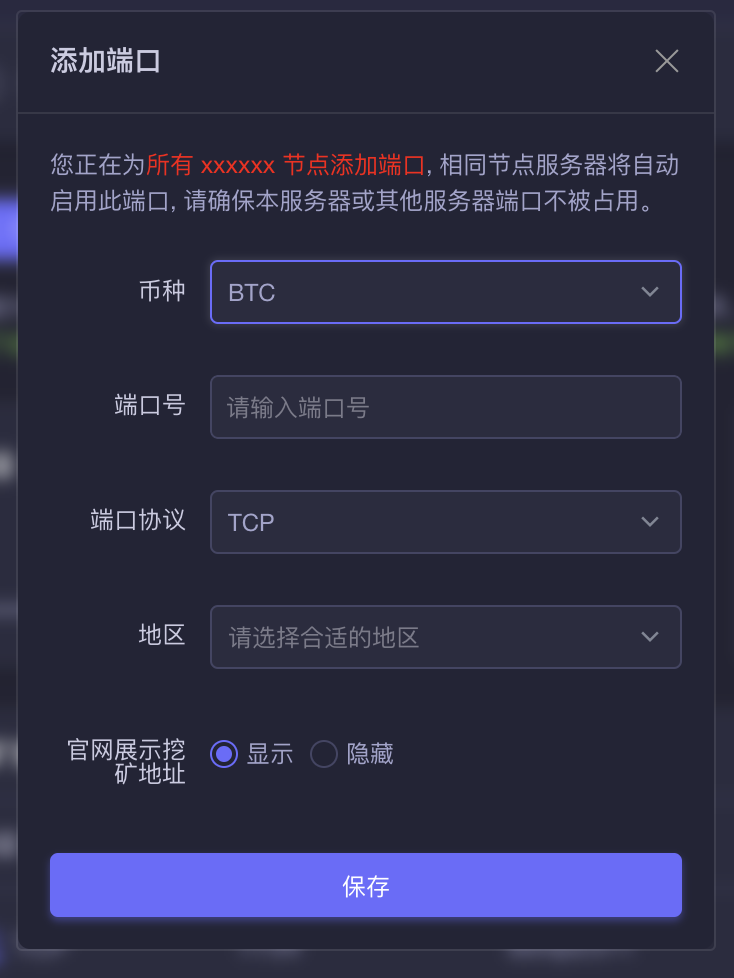 添加端口
您正在为所有 xxxxxx 节点添加端口, 相同节点服务器将自动
启用此端口, 请确保本服务器或其他服务器端口不被占用。
币种
BTC
端口号
请输入端口号
端口协议
TCP
地区
请选择合适的地区
官网展示挖
矿地址
显示 隐藏
保存